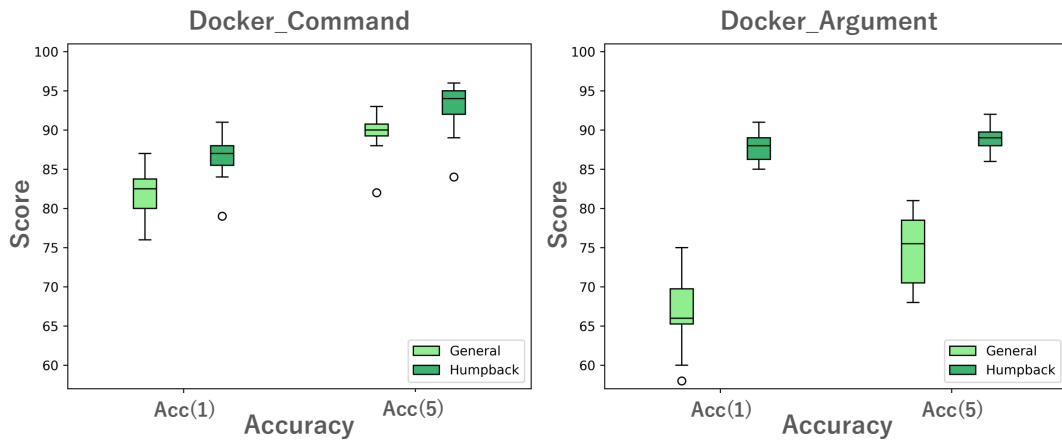 Docker_Command
Score
100
95
90
85
80
75
70
65
60
General
Humpback
Acc(1)
Acc(5)
Accuracy
Docker_Argument
Score
100
95
90
85
80
75
70
65
60
General
Humpback
Acc(1)
Acc(5)
Accuracy